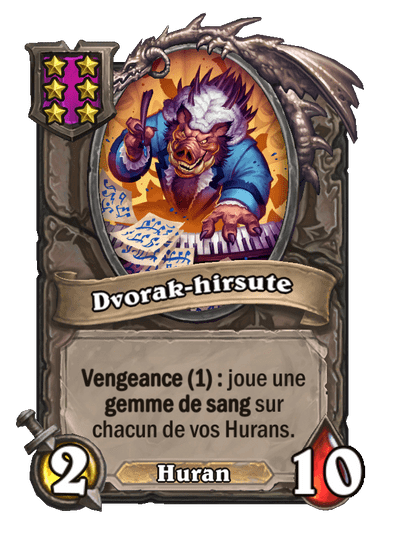 Dvorak-hirsute
Vengeance (1) : joue une
gemme de sang sur
chacun de vos Hurans.
2
Huran
10